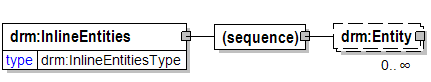 drm:InlineEntities
(sequence)
drm:Entity
type drm:InlineEntitiesType
0.. ∞